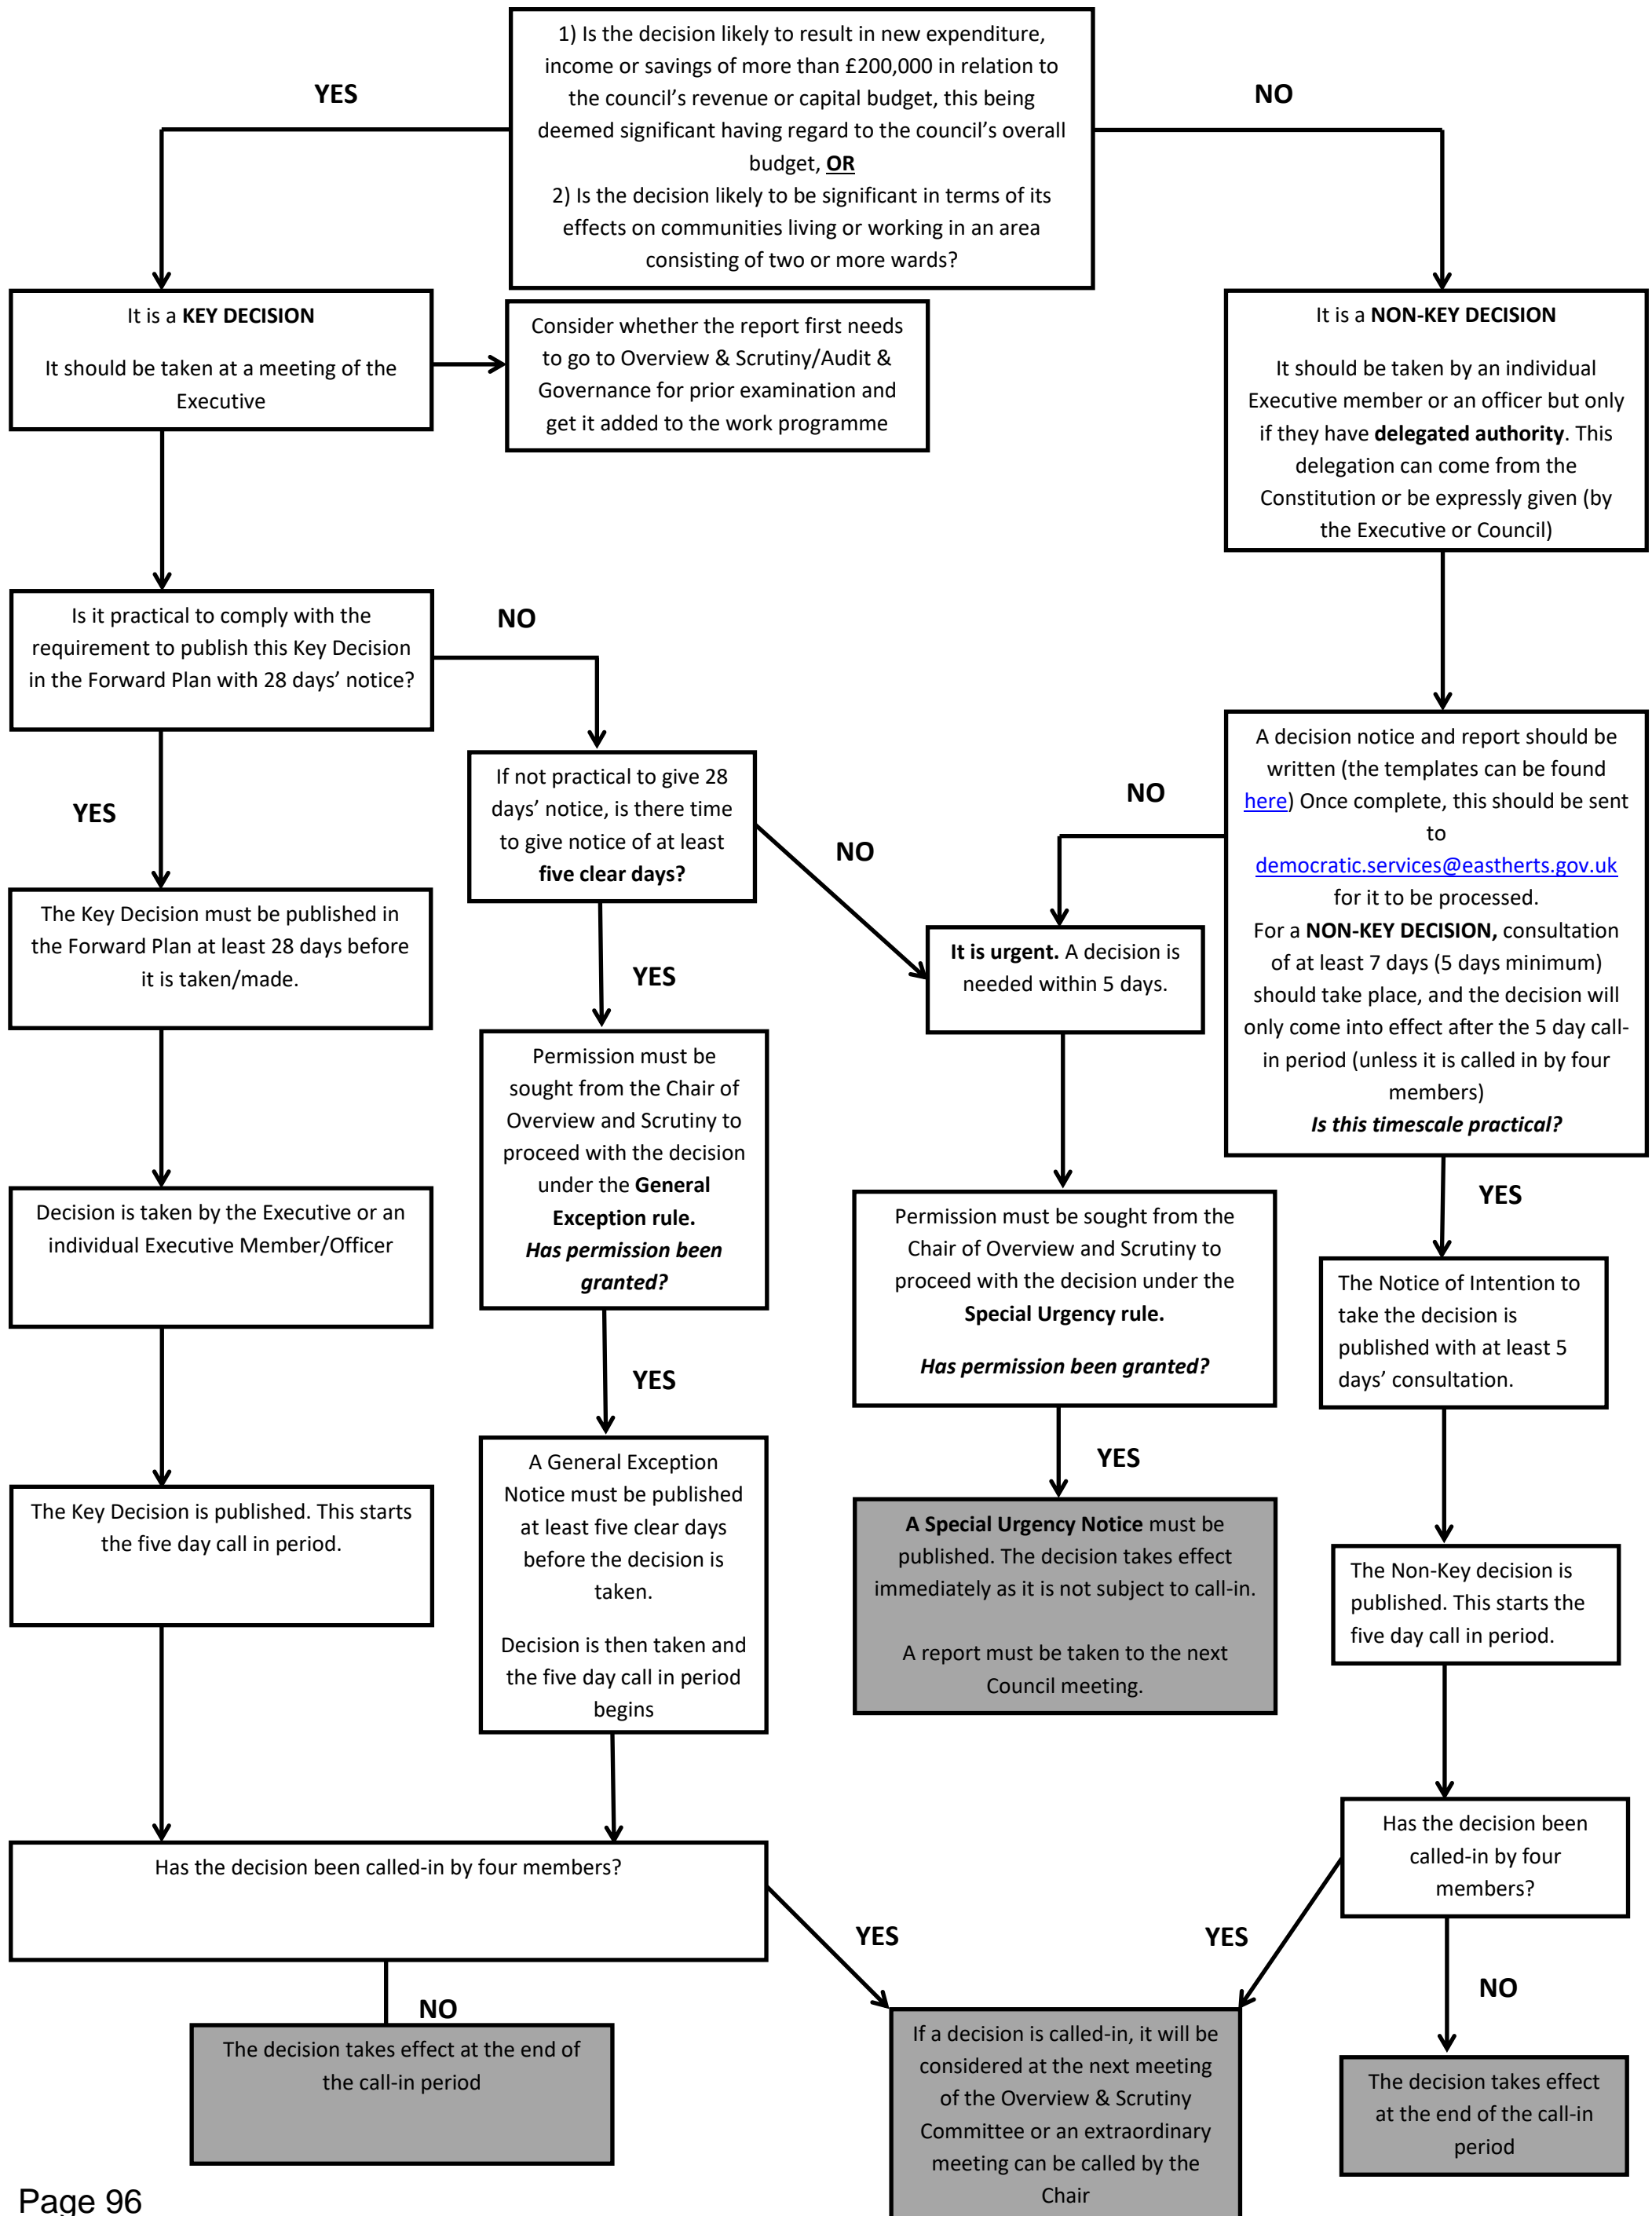 1) Is the decision likely to result in new expenditure,
income or savings of more than £200,000 in relation to
the council’s revenue or capital budget, this being
deemed significant having regard to the council’s overall
budget, OR
2) Is the decision likely to be significant in terms of its
effects on communities living or working in an area
consisting of two or more wards?
YES
NO
It is a KEY DECISION
It should be taken at a meeting of the
Executive
Consider whether the report first needs
to go to Overview & Scrutiny/Audit &
Governance for prior examination and
get it added to the work programme
It is a NON-KEY DECISION
It should be taken by an individual
Executive member or an officer but only
if they have delegated authority. This
delegation can come from the
Constitution or be expressly given (by
the Executive or Council)
Is it practical to comply with the
requirement to publish this Key Decision
in the Forward Plan with 28 days’ notice?
NO
YES
If not practical to give 28
days’ notice, is there time
to give notice of at least
five clear days?
NO
NO
A decision notice and report should be
written (the templates can be found
here) Once complete, this should be sent
to
democratic.services@eastherts.gov.uk
for it to be processed.
For a NON-KEY DECISION, consultation
of at least 7 days (5 days minimum)
should take place, and the decision will
only come into effect after the 5 day call-
in period (unless it is called in by four
members)
Is this timescale practical?
The Key Decision must be published in
the Forward Plan at least 28 days before
it is taken/made.
YES
It is urgent. A decision is
needed within 5 days.
Permission must be
sought from the Chair of
Overview and Scrutiny to
proceed with the decision
under the General
Exception rule.
Has permission been
granted?
YES
Decision is taken by the Executive or an
individual Executive Member/Officer
Permission must be sought from the
Chair of Overview and Scrutiny to
proceed with the decision under the
Special Urgency rule.
Has permission been granted?
The Notice of Intention to
take the decision is
published with at least 5
days’ consultation.
YES
YES
The Key Decision is published. This starts
the five day call in period.
A General Exception
Notice must be published
at least five clear days
before the decision is
taken.
Decision is then taken and
the five day call in period
begins
A Special Urgency Notice must be
published. The decision takes effect
immediately as it is not subject to call-in.
A report must be taken to the next
Council meeting.
The Non-Key decision is
published. This starts the
five day call in period.
Has the decision been called-in by four members?
Has the decision been
called-in by four
members?
YES
YES
NO
NO
The decision takes effect at the end of
the call-in period
If a decision is called-in, it will be
considered at the next meeting
of the Overview & Scrutiny
Committee or an extraordinary
meeting can be called by the
Chair
The decision takes effect
at the end of the call-in
period
Page 96